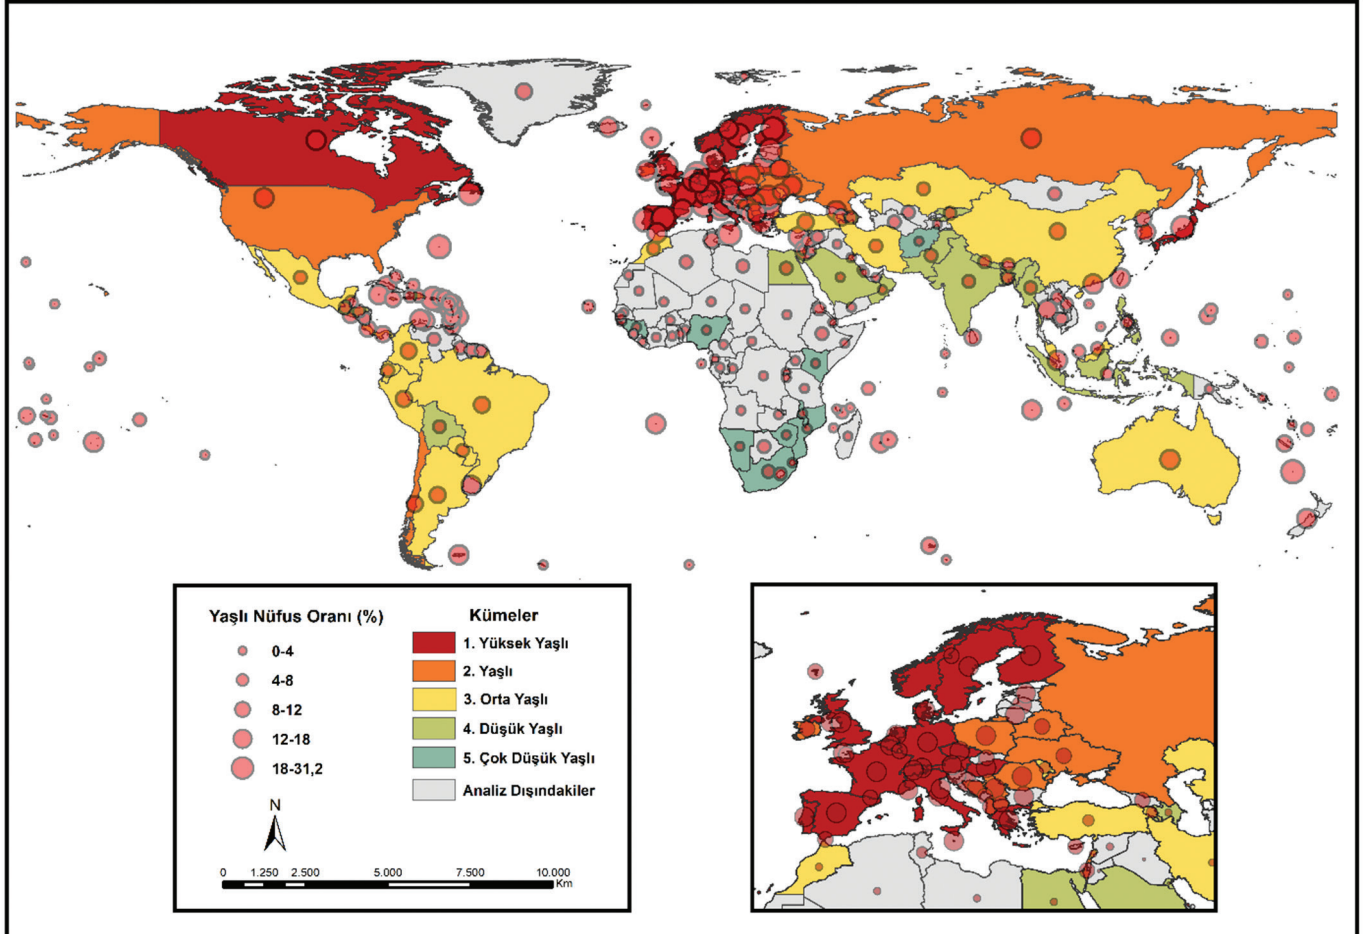 Yaşlı Nüfus Oranı (%)
0-4
4-8
8-12
12-18
18-31,2
N
Kümeler
1. Yüksek Yaşlı
2. Yaşlı
3. Orta Yaşlı
4. Düşük Yaşlı
5. Çok Düşük Yaşlı
Analiz Dışındakiler
0 1.250 2.500 5.000 7.500 10.000
Km